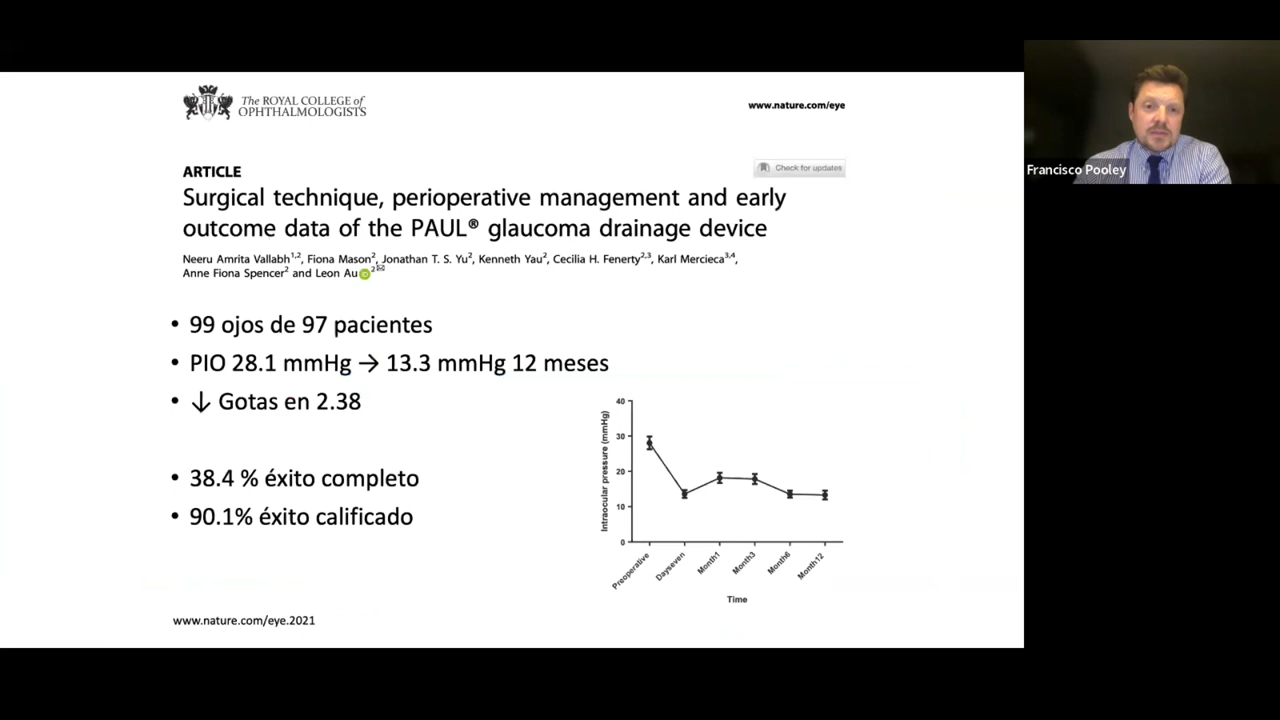 The ROYAL COLLEGE of
OPHTHALMOLOGISTS
www.nature.com/eye
ARTICLE
Check for updates
Surgical technique, perioperative management and early
outcome data of the PAUL® glaucoma drainage device
Neeru Amrita Vallabh1,2, Fiona Mason2, Jonathan T. S. Yu2, Kenneth Yau2, Cecilia H. Fenerty2,3, Karl Mercieca3,4,
Anne Fiona Spencer2 and Leon Au iD 2✉
• 99 ojos de 97 pacientes
• PIO 28.1 mmHg → 13.3 mmHg 12 meses
• ↓ Gotas en 2.38
• 38.4 % éxito completo
• 90.1% éxito calificado
Intraocular pressure (mmHg)
40
30
20
10
0
Preoperative
Dayseven
Month1
Month3
Month6
Month12
Time
www.nature.com/eye.2021
Francisco Pooley